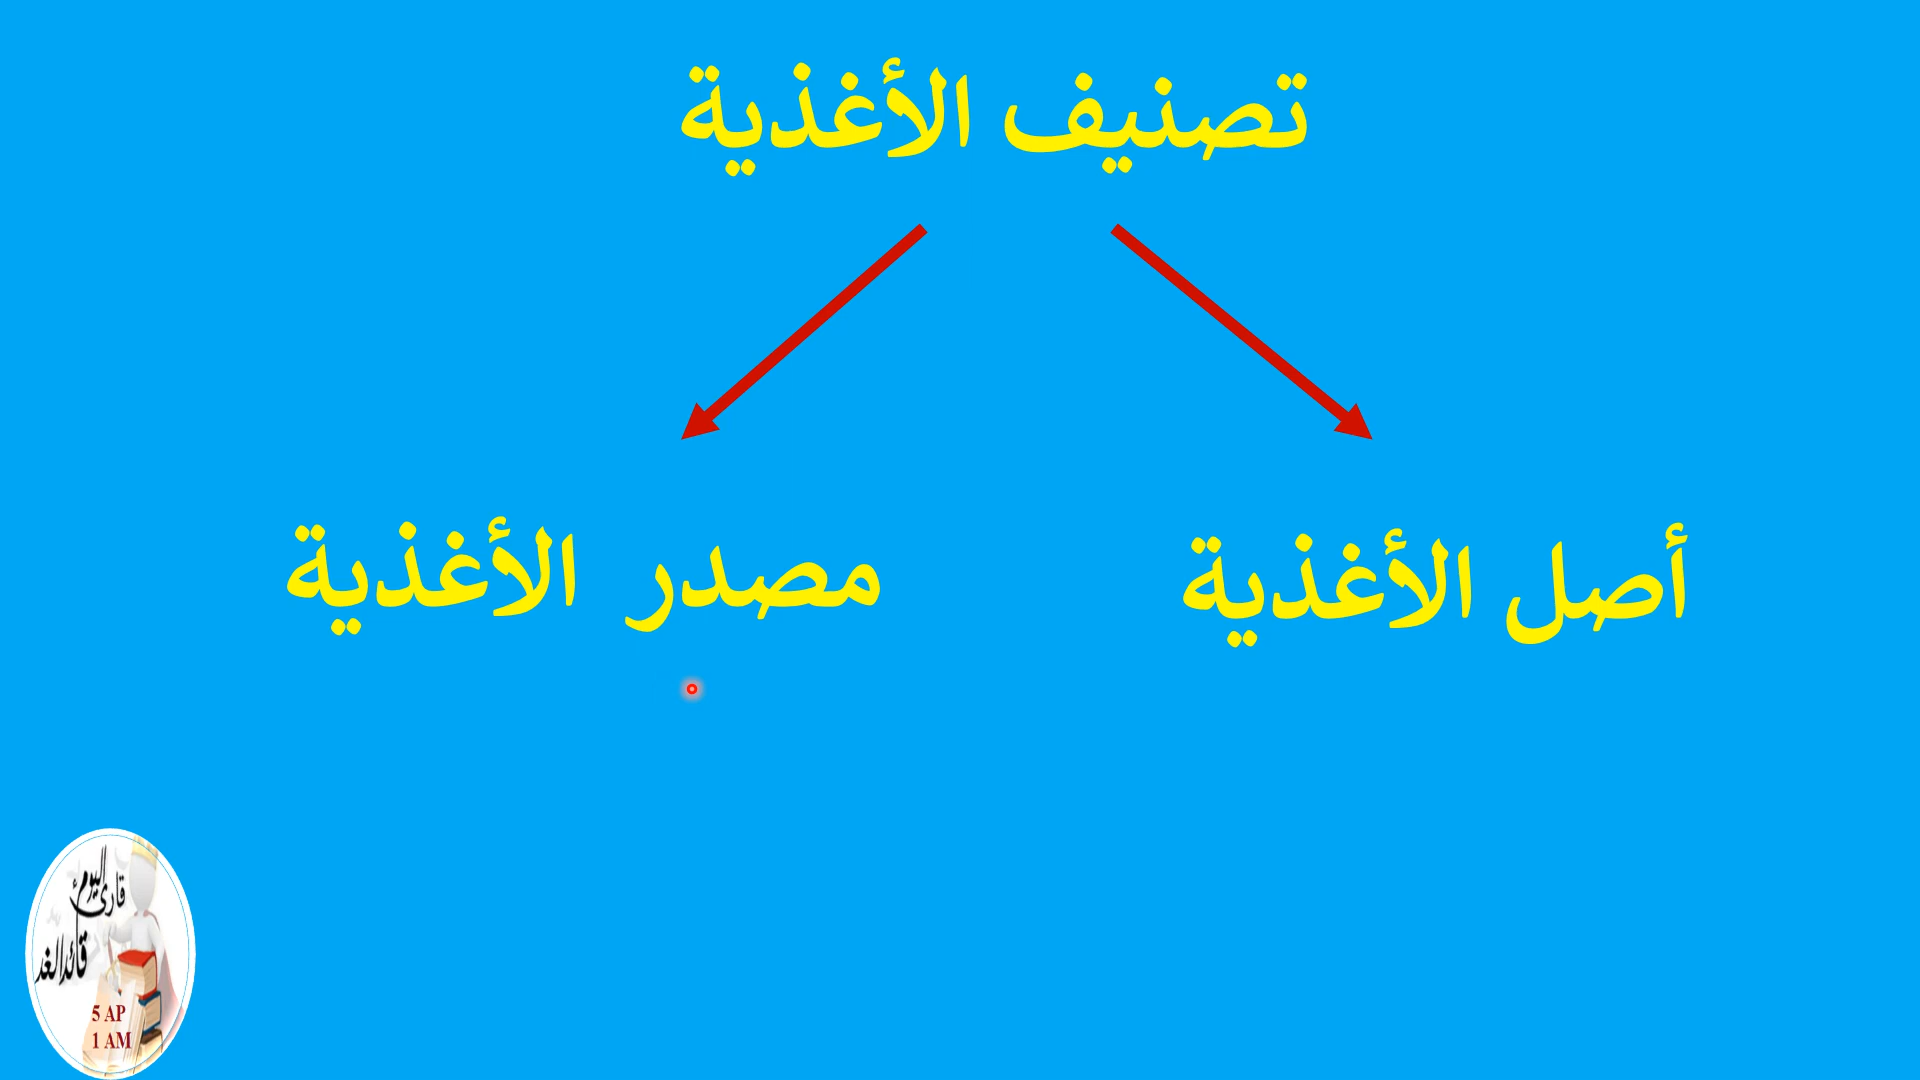 تصنيف الأغذية
أصل الأغذية
مصدر الأغذية
قارئ اليوم
قائد الغد
5 AP
1 AM